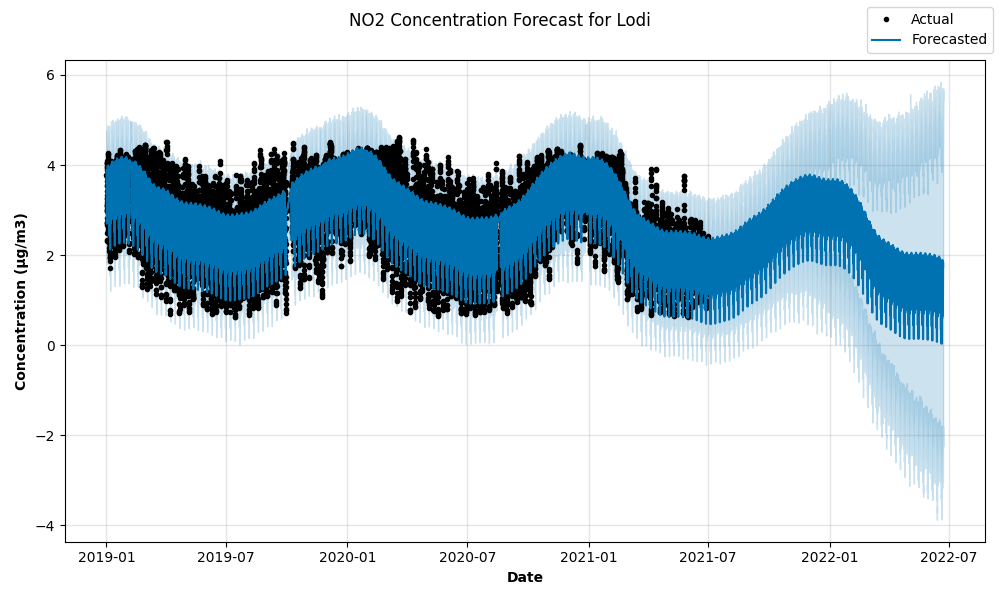 NO2 Concentration Forecast for Lodi
Actual
Forecasted
Concentration (µg/m3)
6
4
2
0
−2
−4
2019-01
2019-07
2020-01
2020-07
2021-01
2021-07
2022-01
2022-07
Date